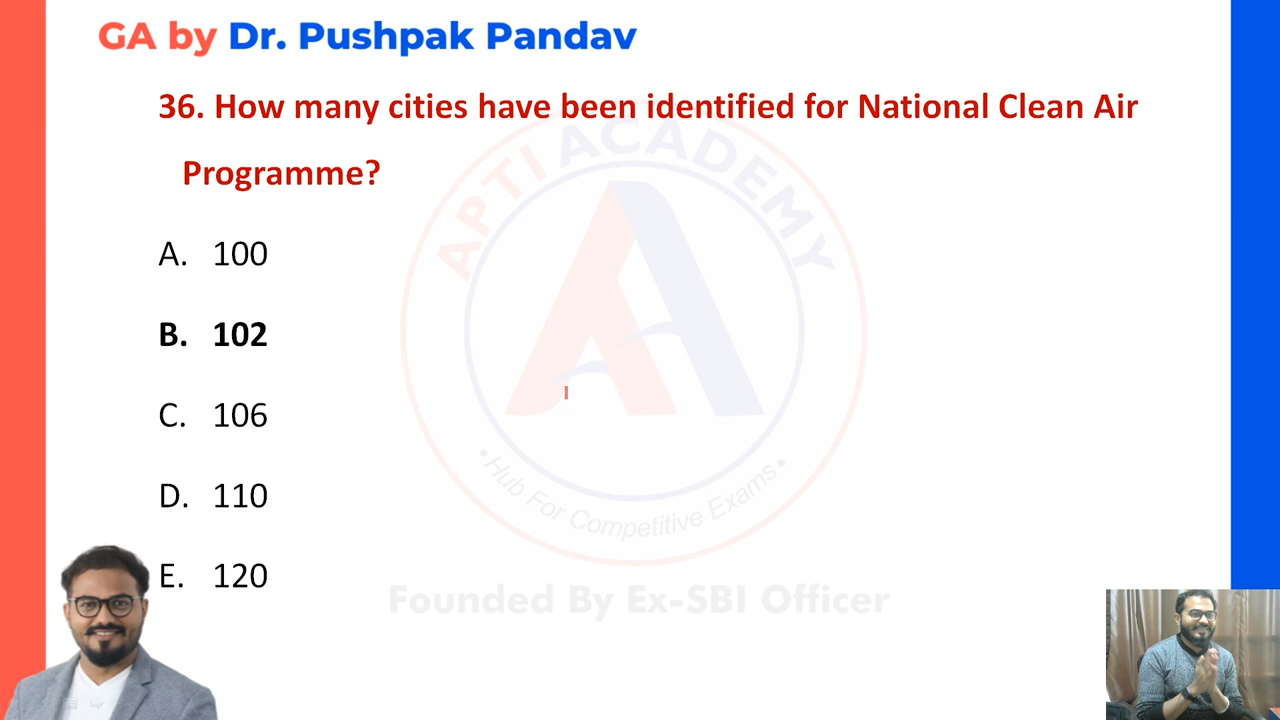 GA by Dr. Pushpak Pandav
36. How many cities have been identified for National Clean Air
Programme?
A. 100
B. 102
C. 106
D. 110
E. 120
APTI ACADEMY
•Hub For Competitive Exams•
Founded By Ex-SBI Officer